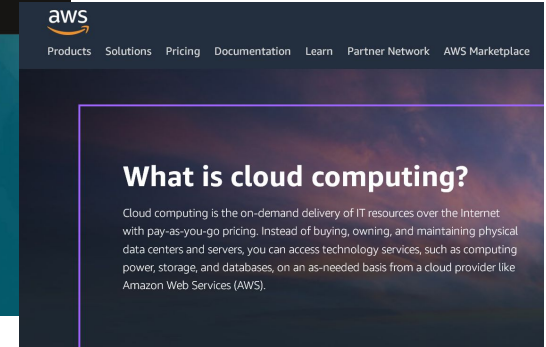 aws
Products Solutions Pricing Documentation Learn Partner Network AWS Marketplace
What is cloud computing?
Cloud computing is the on-demand delivery of IT resources over the Internet
with pay-as-you-go pricing. Instead of buying, owning, and maintaining physical
data centers and servers, you can access technology services, such as computing
power, storage, and databases, on an as-needed basis from a cloud provider like
Amazon Web Services (AWS).